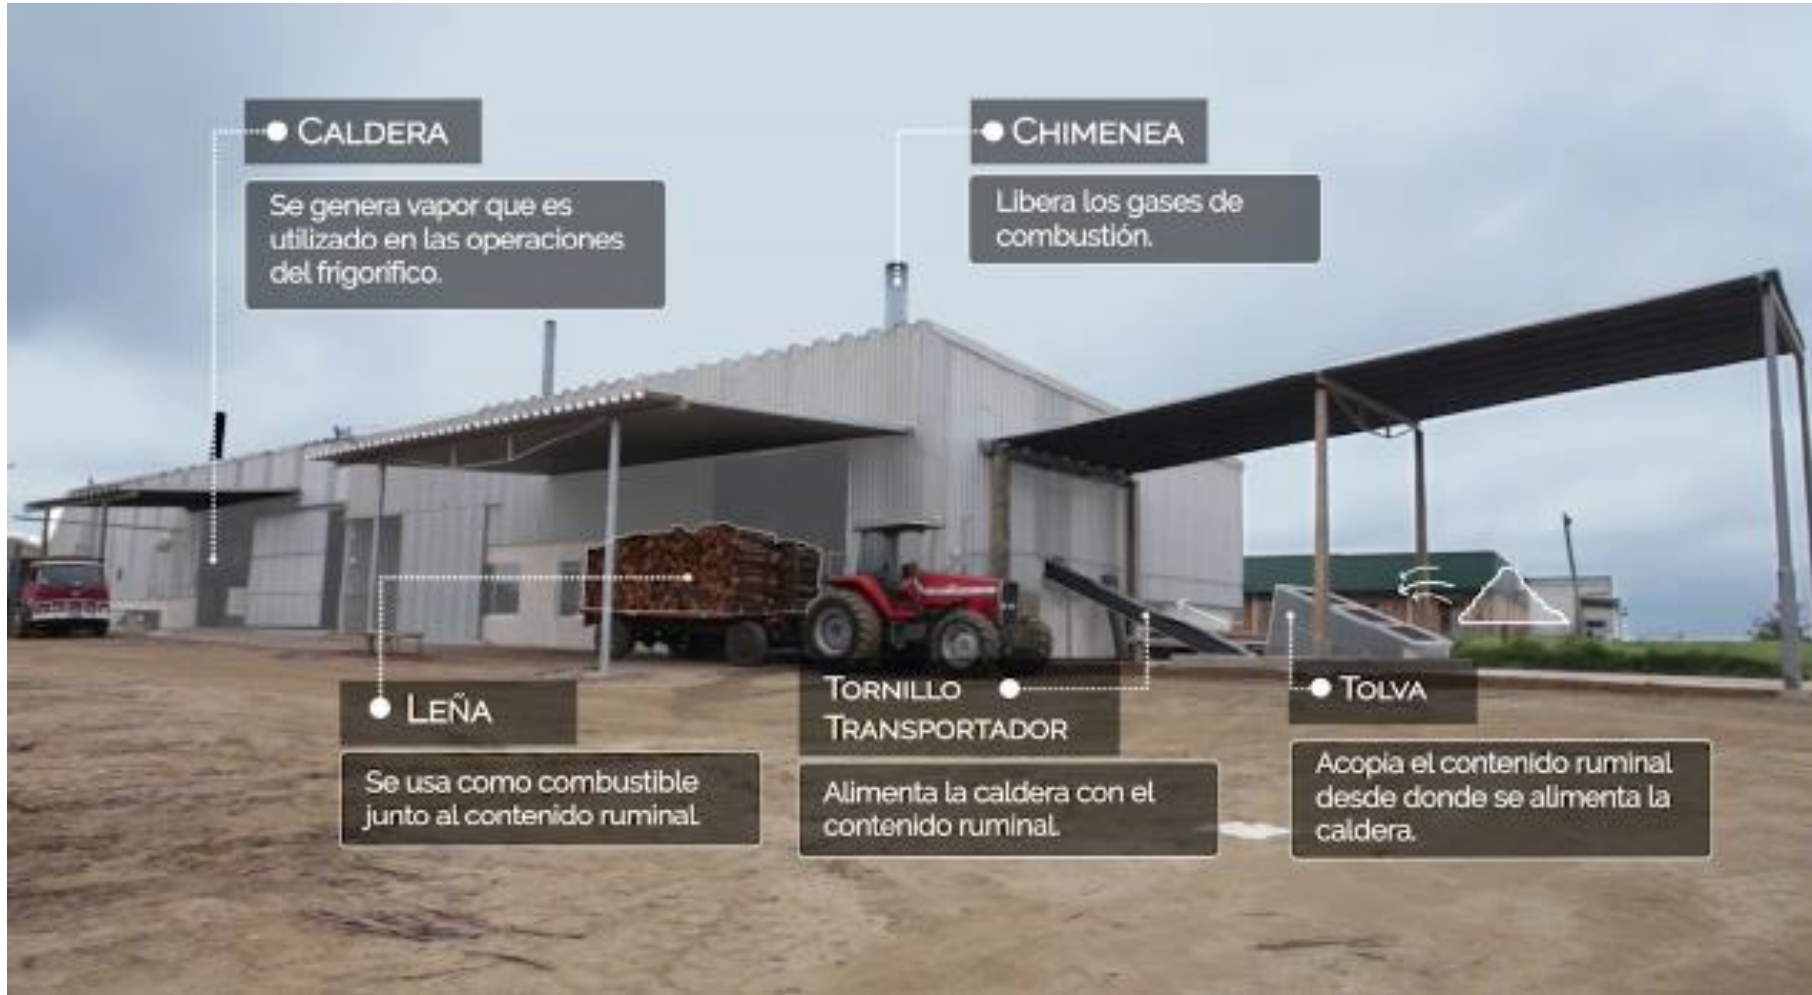 CALDERA
Se genera vapor que es
utilizado en las operaciones
del frigorífico.
CHIMENEA
Libera los gases de
combustión.
LEÑA
Se usa como combustible
junto al contenido ruminal.
TORNILLO
TRANSPORTADOR
Alimenta la caldera con el
contenido ruminal.
TOLVA
Acopia el contenido ruminal
desde donde se alimenta la
caldera.